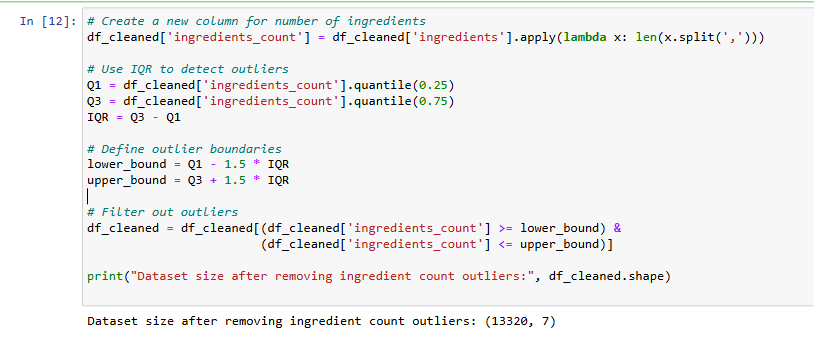 In [12]: # Create a new column for number of ingredients
df_cleaned['ingredients_count'] = df_cleaned['ingredients'].apply(lambda x: len(x.split(',')))
# Use IQR to detect outliers
Q1 = df_cleaned['ingredients_count'].quantile(0.25)
Q3 = df_cleaned['ingredients_count'].quantile(0.75)
IQR = Q3 - Q1
# Define outlier boundaries
lower_bound = Q1 - 1.5 * IQR
upper_bound = Q3 + 1.5 * IQR
# Filter out outliers
df_cleaned = df_cleaned[(df_cleaned['ingredients_count'] >= lower_bound) &
(df_cleaned['ingredients_count'] <= upper_bound)]
print("Dataset size after removing ingredient count outliers:", df_cleaned.shape)
Dataset size after removing ingredient count outliers: (13320, 7)